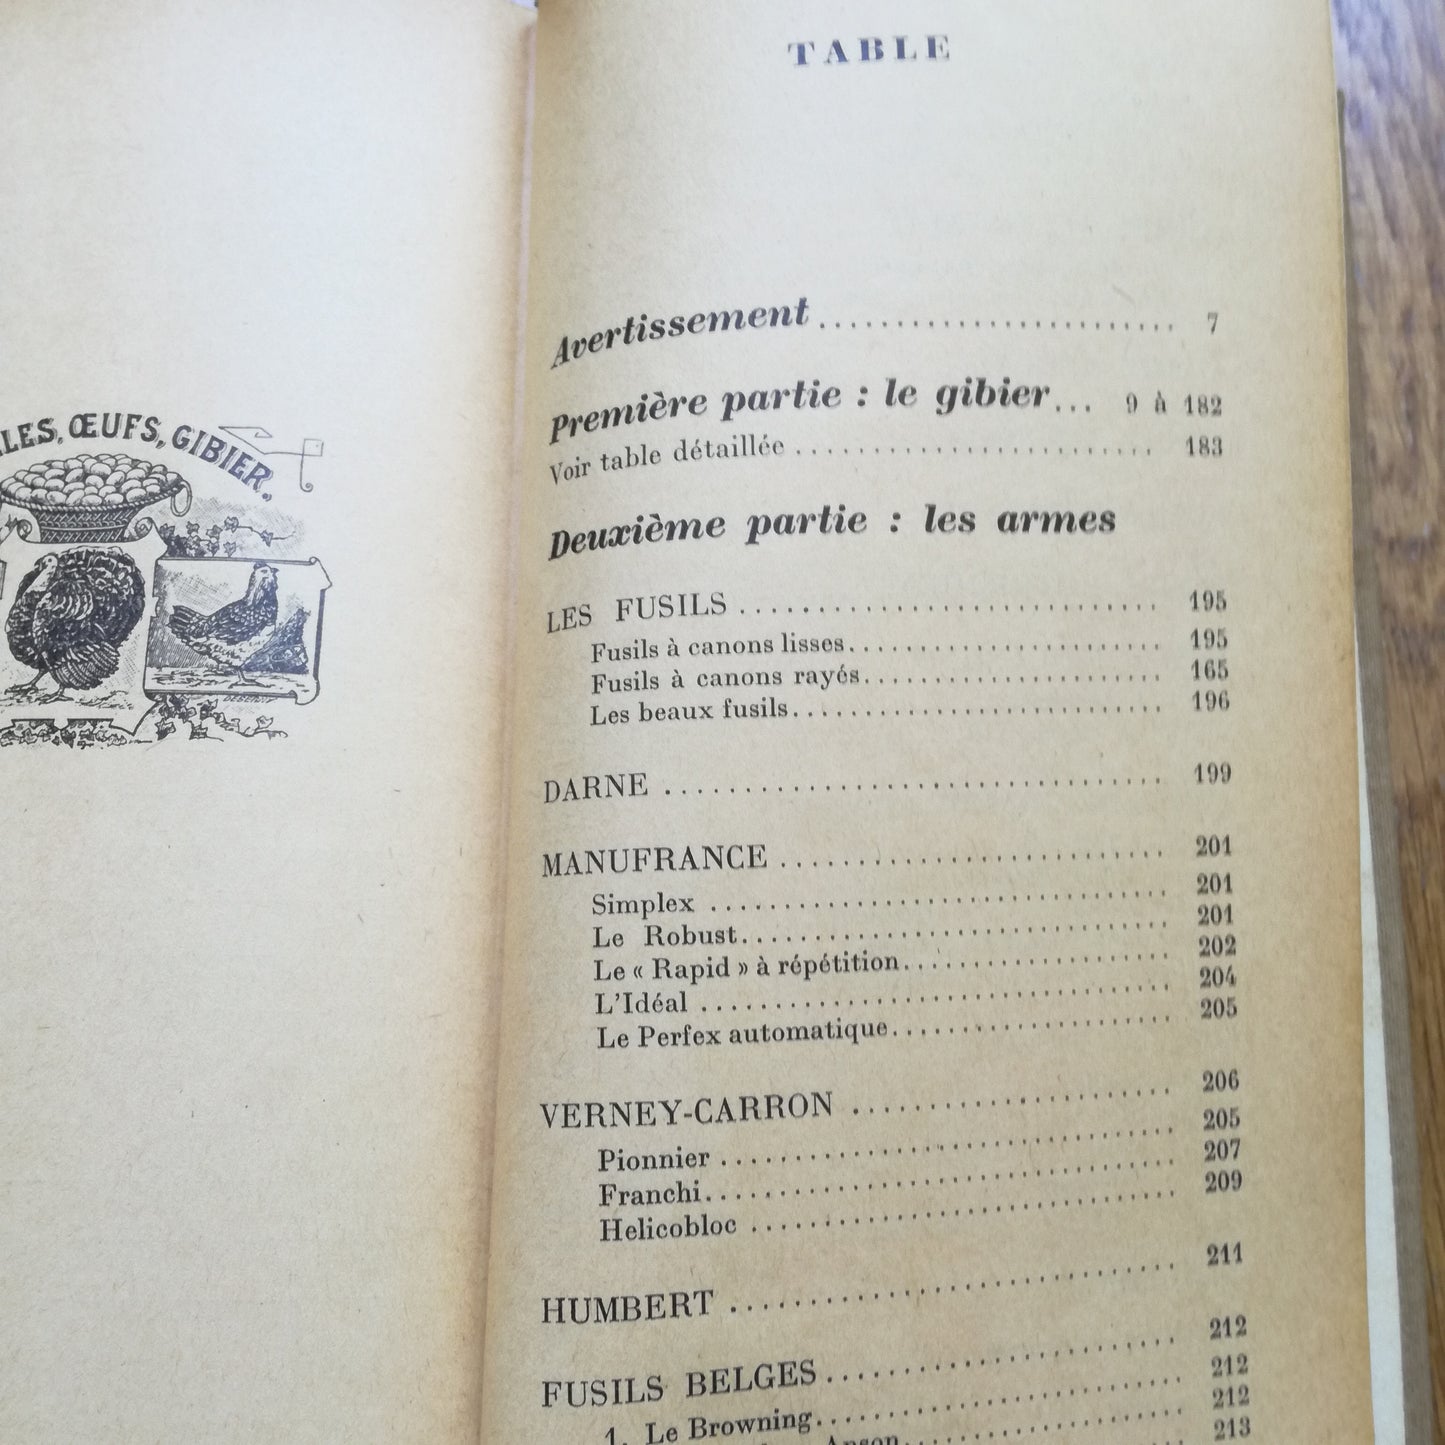 ŒUFS, GIBIER.
TABLE
Avertissement........................ 7
Première partie : le gibier... 9 à 182
Voir table détaillée ........................ 183
Deuxième partie : les armes
LES FUSILS ........................... 195
Fusils à canons lisses...................... 195
Fusils à canons rayés..................... 165
Les beaux fusils.......................... 196
DARNE ................................ 199
MANUFRANCE ......................... 201
Simplex ................................ 201
Le Robust.............................. 201
Le « Rapid » à répétition................... 202
L'Idéal ................................ 204
Le Perfex automatique.................... 205
VERNEY-CARRON ..................... 206
Pionnier ............................... 205
Franchi................................ 207
Helicobloc ............................. 209
HUMBERT ............................. 211
FUSILS BELGES....................... 212
1. Le Browning......................... 212
Anson........................ 212
213